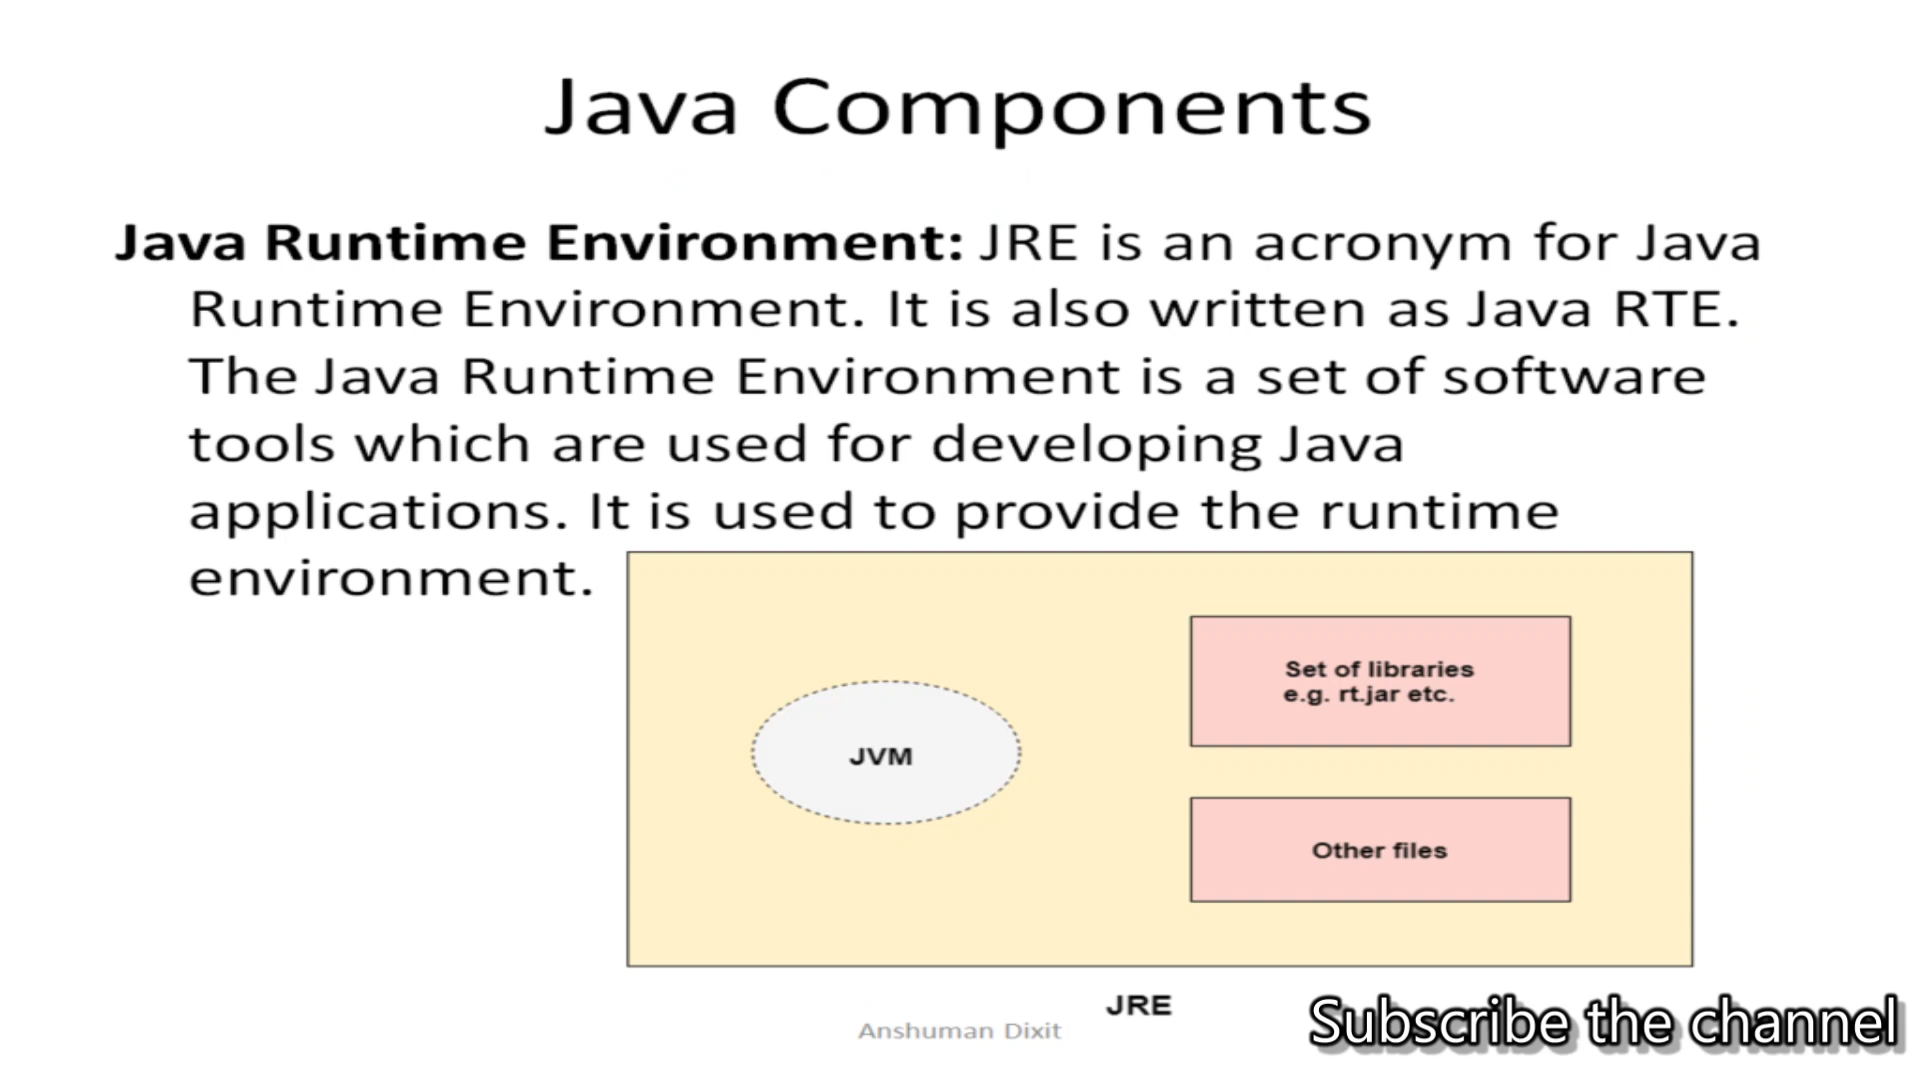 Java Components
Java Runtime Environment: JRE is an acronym for Java
Runtime Environment. It is also written as Java RTE.
The Java Runtime Environment is a set of software
tools which are used for developing Java
applications. It is used to provide the runtime
environment.
Set of libraries
e.g. rt.jar etc.
JVM
Other files
JRE
Anshuman Dixit
Subscribe the channel